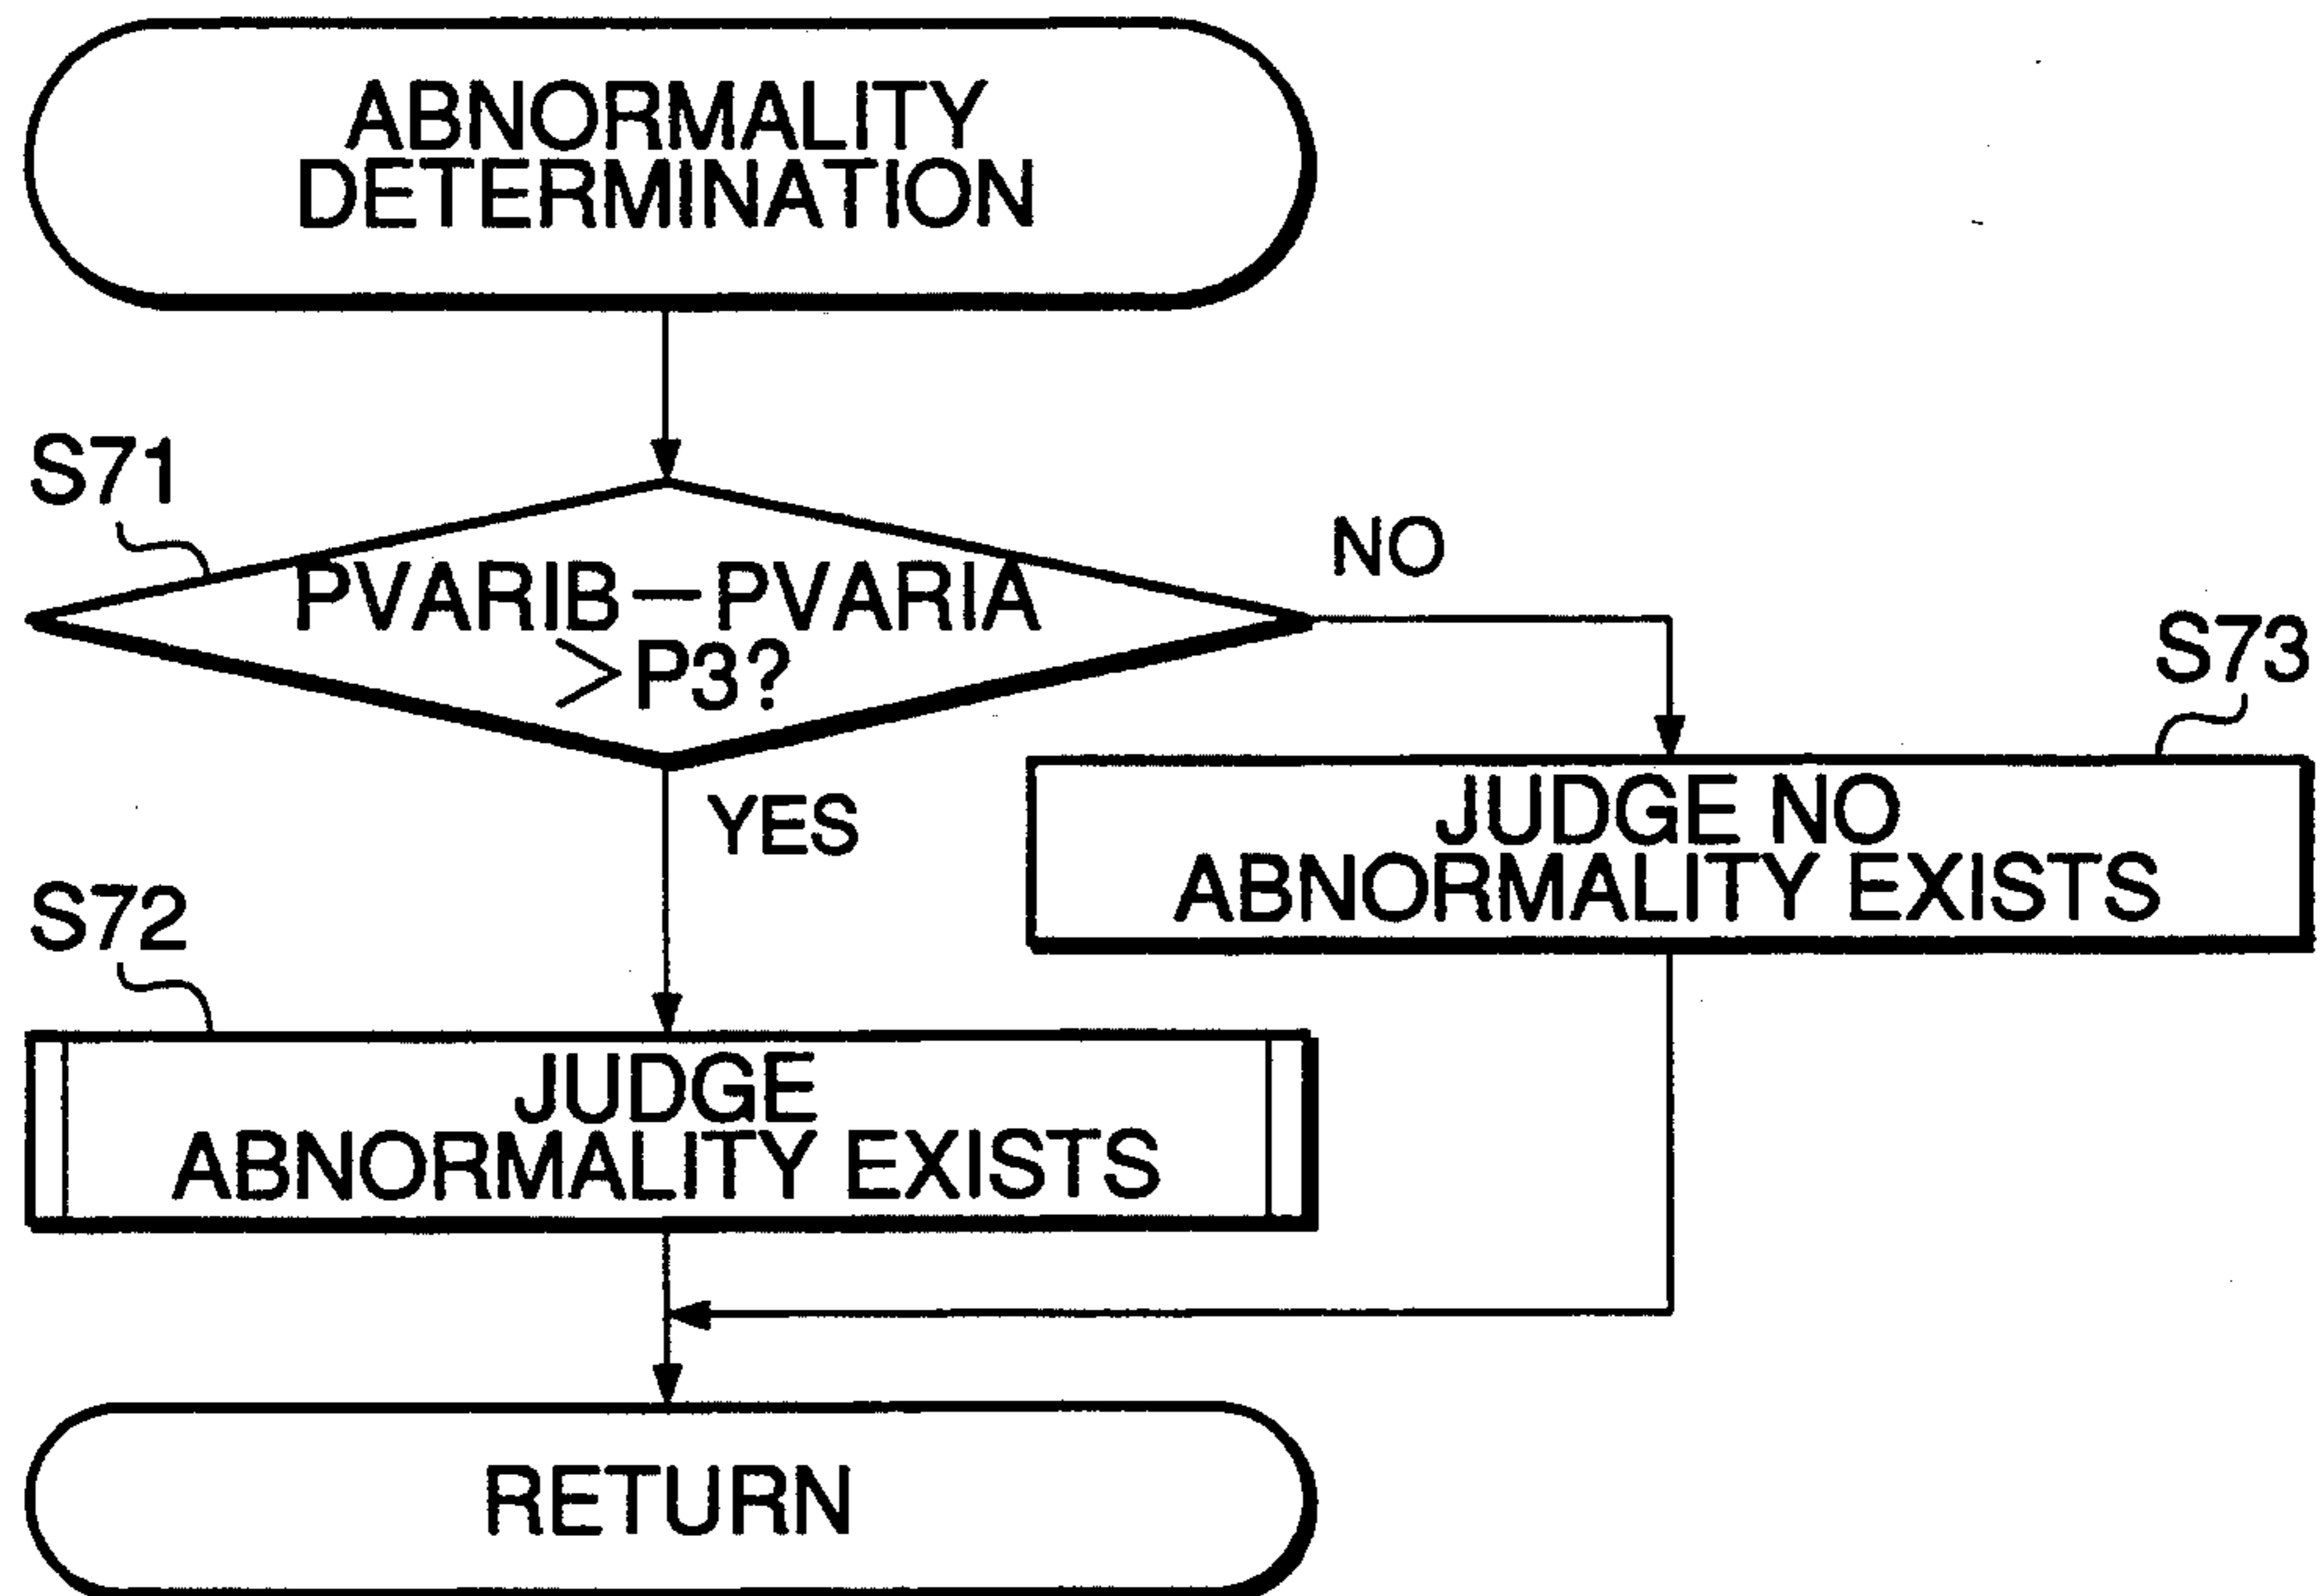 ABNORMALITY
DETERMINATION
S71
PVARIB－PVARIA
>P3?
NO
YES
S73
JUDGE NO
ABNORMALITY EXISTS
S72
JUDGE
ABNORMALITY EXISTS
RETURN